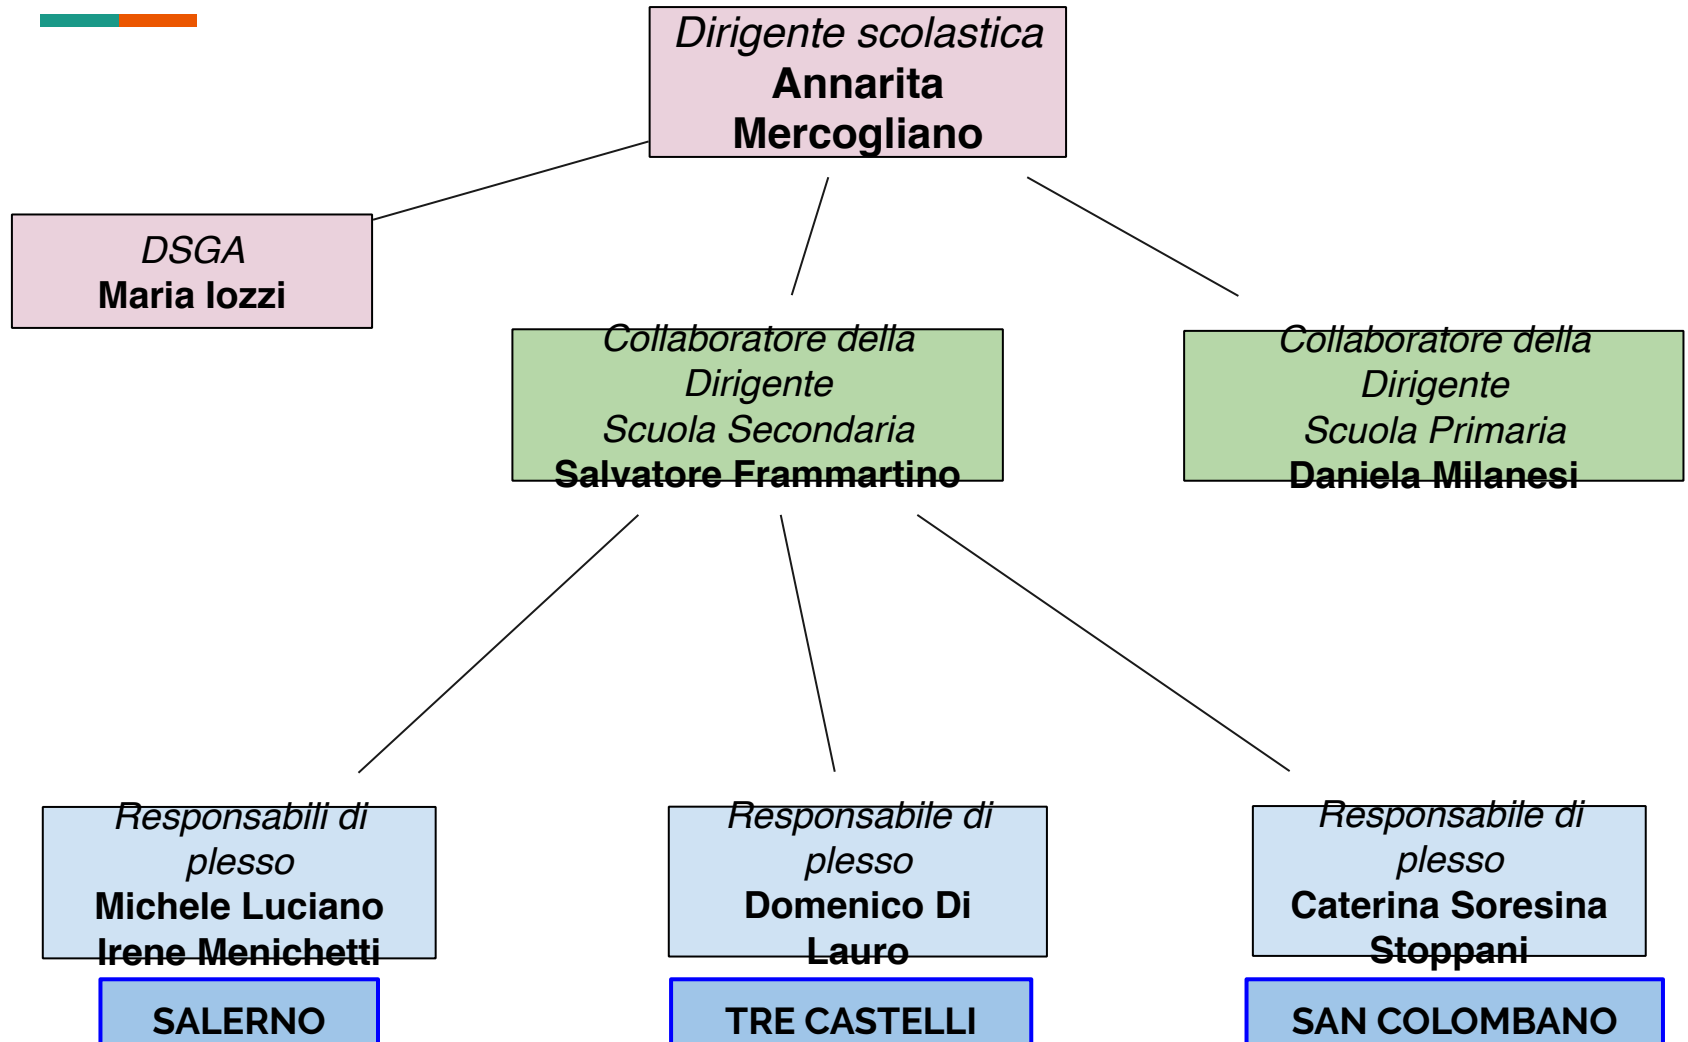 Dirigente scolastica
Annarita
Mercogliano
DSGA
Maria Iozzi
Collaboratore della
Dirigente
Scuola Secondaria
Salvatore Frammartino
Collaboratore della
Dirigente
Scuola Primaria
Daniela Milanesi
Responsabili di
plesso
Michele Luciano
Irene Menichetti
Responsabile di
plesso
Domenico Di
Lauro
Responsabile di
plesso
Caterina Soresina
Stoppani
SALERNO
TRE CASTELLI
SAN COLOMBANO